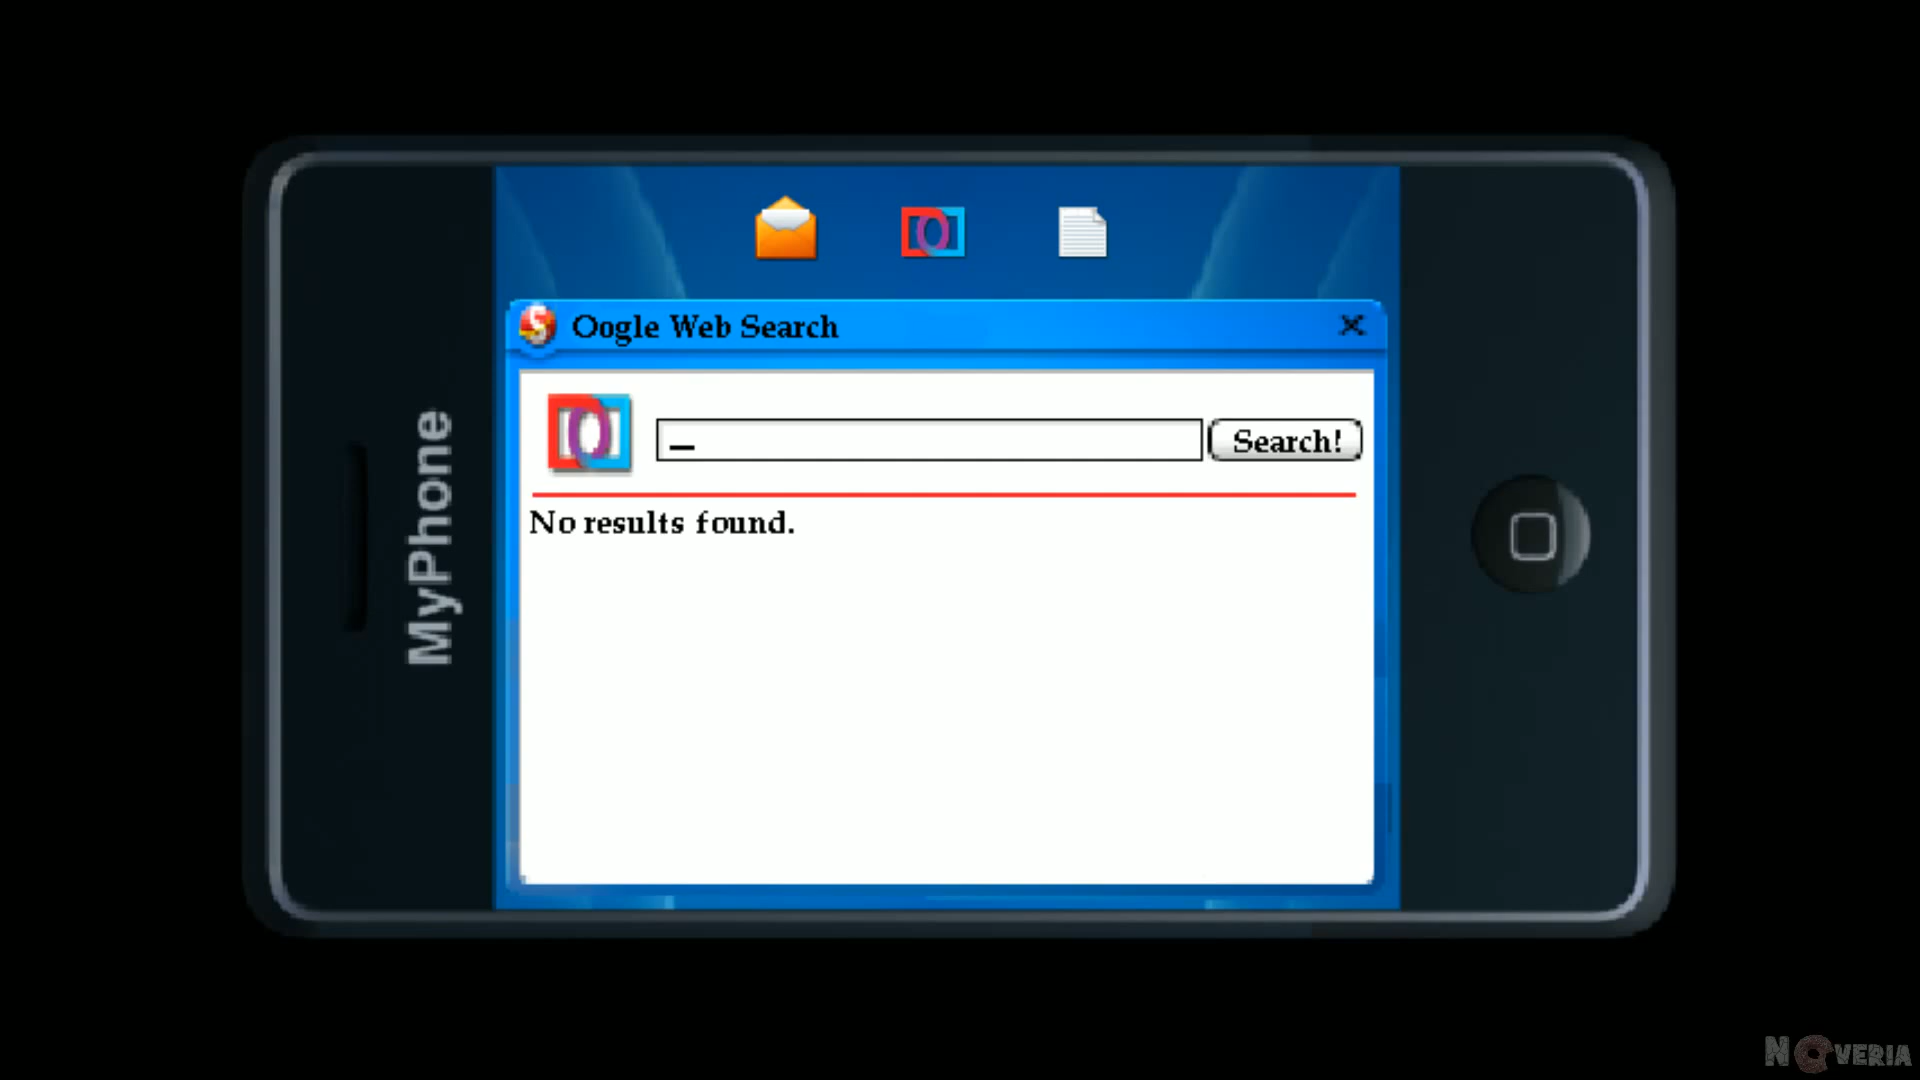 MyPhone
Oogle Web Search
Search!
No results found.
NOVERIA